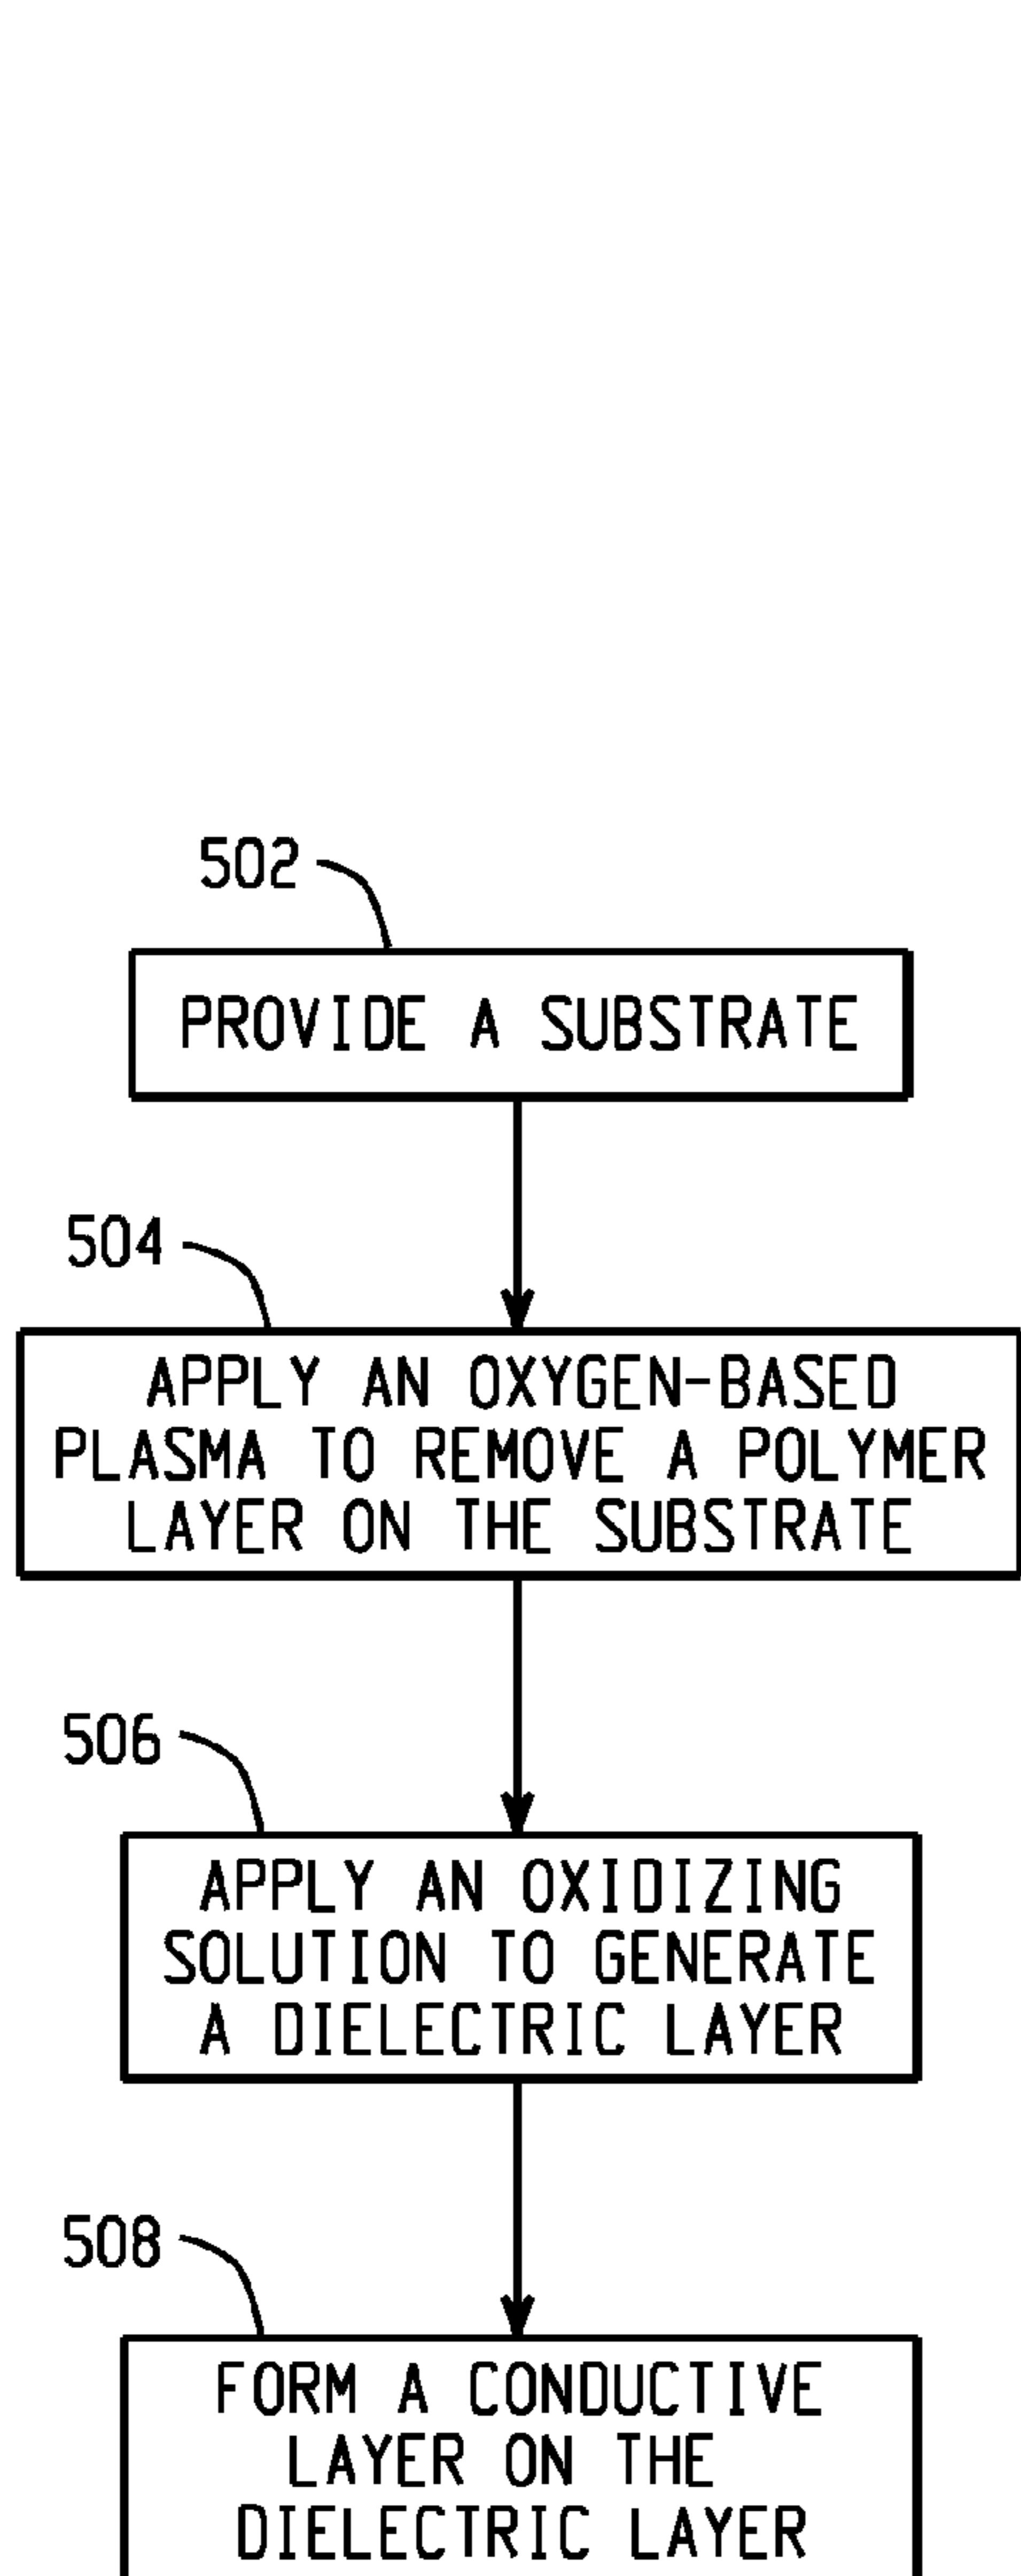 502
PROVIDE A SUBSTRATE
504
APPLY AN OXYGEN-BASED
PLASMA TO REMOVE A POLYMER
LAYER ON THE SUBSTRATE
506
APPLY AN OXIDIZING
SOLUTION TO GENERATE
A DIELECTRIC LAYER
508
FORM A CONDUCTIVE
LAYER ON THE
DIELECTRIC LAYER